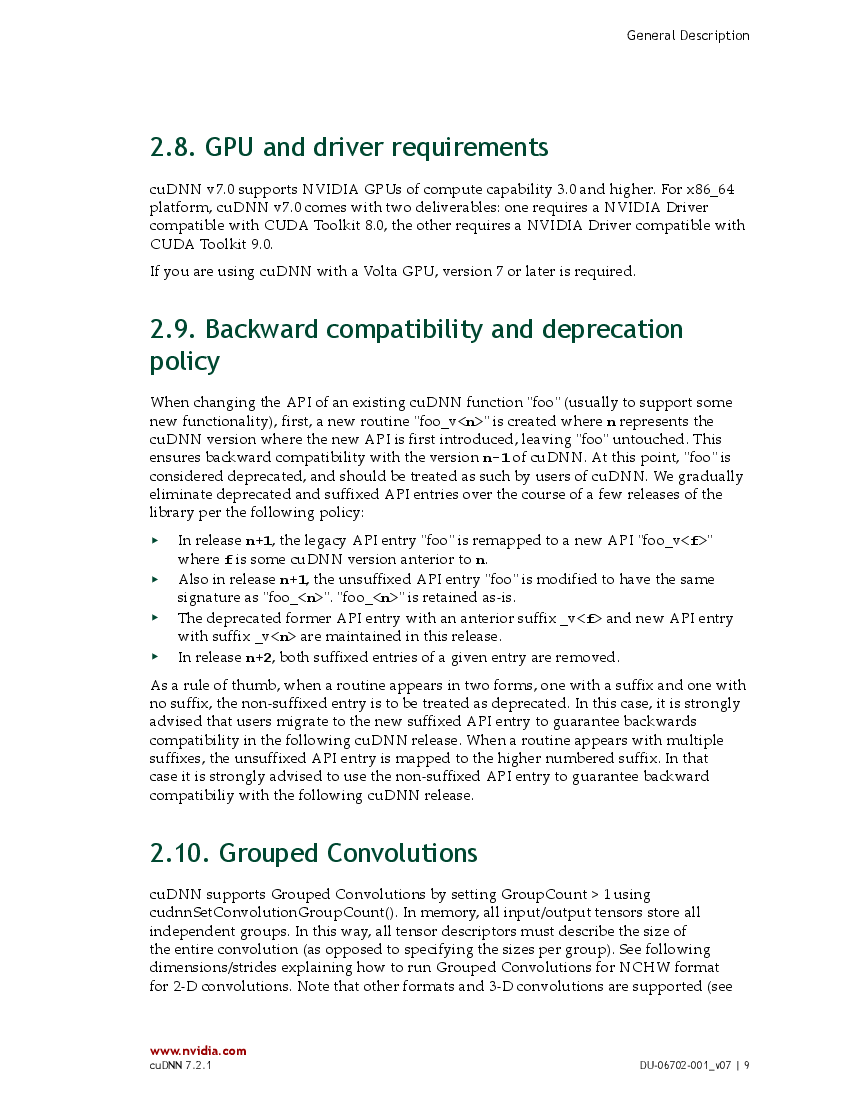 General Description
2.8. GPU and driver requirements
cuDNN v7.0 supports NVIDIA GPUs of compute capability 3.0 and higher. For x86_64
platform, cuDNN v7.0 comes with two deliverables: one requires a NVIDIA Driver
compatible with CUDA Toolkit 8.0, the other requires a NVIDIA Driver compatible with
CUDA Toolkit 9.0.
If you are using cuDNN with a Volta GPU, version 7 or later is required.
2.9. Backward compatibility and deprecation
policy
When changing the API of an existing cuDNN function "foo" (usually to support some
new functionality), first, a new routine "foo_v<n>" is created where n represents the
cuDNN version where the new API is first introduced, leaving "foo" untouched. This
ensures backward compatibility with the version n-1 of cuDNN. At this point, "foo" is
considered deprecated, and should be treated as such by users of cuDNN. We gradually
eliminate deprecated and suffixed API entries over the course of a few releases of the
library per the following policy:
‣ In release n+1, the legacy API entry "foo" is remapped to a new API "foo_v<f>"
where f is some cuDNN version anterior to n.
‣ Also in release n+1, the unsuffixed API entry "foo" is modified to have the same
signature as "foo_<n>". "foo_<n>" is retained as-is.
‣ The deprecated former API entry with an anterior suffix _v<f> and new API entry
with suffix _v<n> are maintained in this release.
‣ In release n+2, both suffixed entries of a given entry are removed.
As a rule of thumb, when a routine appears in two forms, one with a suffix and one with
no suffix, the non-suffixed entry is to be treated as deprecated. In this case, it is strongly
advised that users migrate to the new suffixed API entry to guarantee backwards
compatibility in the following cuDNN release. When a routine appears with multiple
suffixes, the unsuffixed API entry is mapped to the higher numbered suffix. In that
case it is strongly advised to use the non-suffixed API entry to guarantee backward
compatibiliy with the following cuDNN release.
2.10. Grouped Convolutions
cuDNN supports Grouped Convolutions by setting GroupCount > 1 using
cudnnSetConvolutionGroupCount(). In memory, all input/output tensors store all
independent groups. In this way, all tensor descriptors must describe the size of
the entire convolution (as opposed to specifying the sizes per group). See following
dimensions/strides explaining how to run Grouped Convolutions for NCHW format
for 2-D convolutions. Note that other formats and 3-D convolutions are supported (see
www.nvidia.com
cuDNN 7.2.1
DU-06702-001_v07 | 9